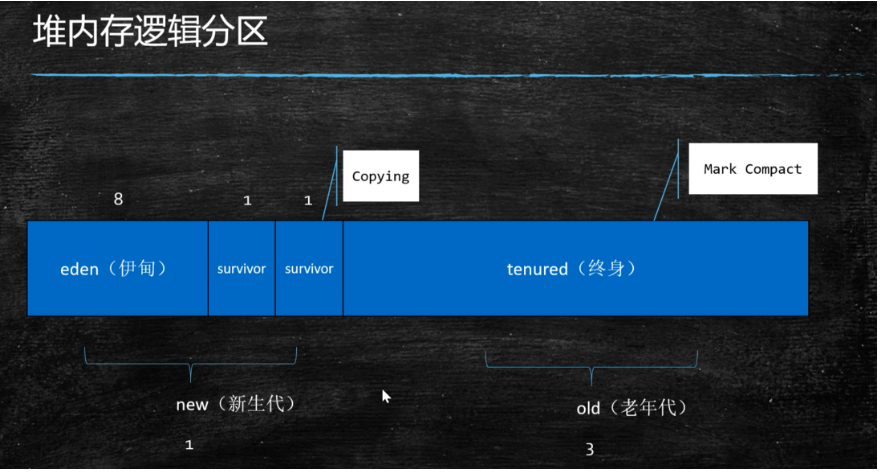 堆内存逻辑分区
Copying
Mark Compact
8
1
1
eden（伊甸）
survivor
survivor
tenured（终身）
new（新生代）
old（老年代）
1
3